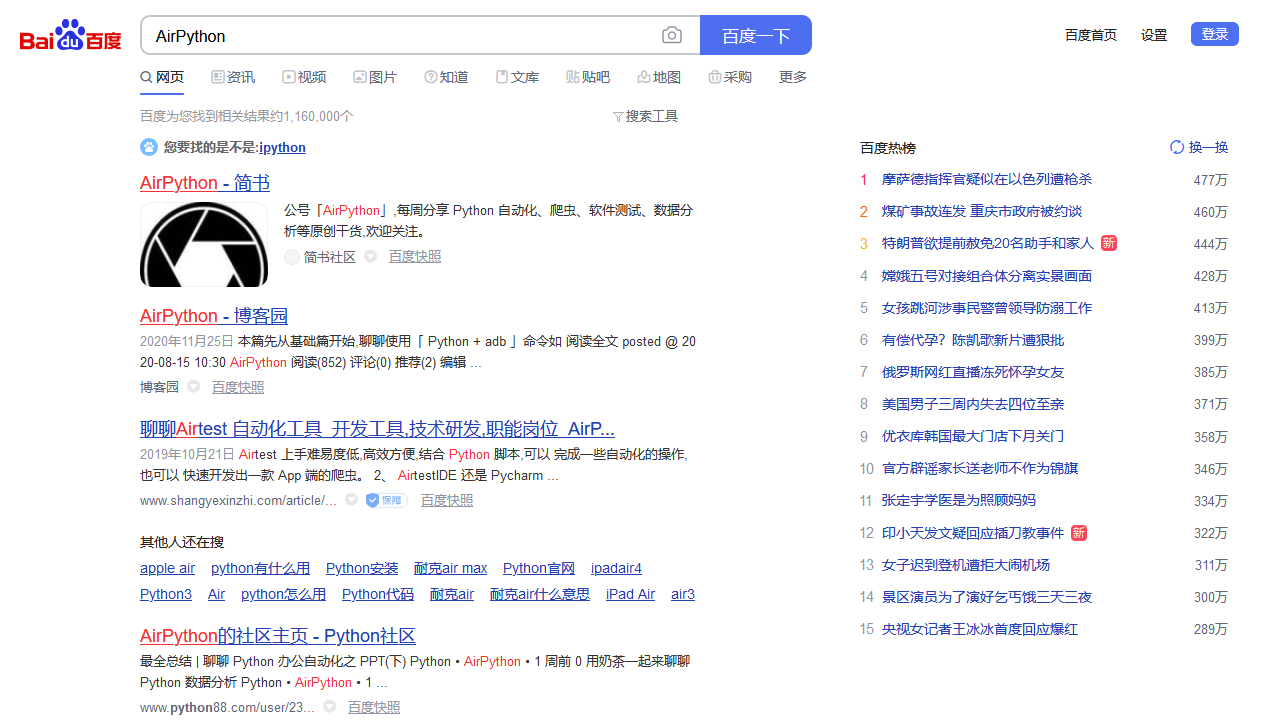 Bai du 百度
AirPython
百度一下
百度首页 设置 登录
网页 资讯 视频 图片 知道 文库 贴吧 地图 采购 更多
百度为您找到相关结果约1,160,000个 搜索工具
您要找的是不是:ipython
AirPython - 简书
公号「AirPython」,每周分享 Python 自动化、爬虫、软件测试、数据分
析等原创干货,欢迎关注。
简书社区 百度快照
AirPython - 博客园
2020年11月25日 本篇先从基础篇开始,聊聊使用「 Python + adb 」命令如 阅读全文 posted @ 20
20-08-15 10:30 AirPython 阅读(852) 评论(0) 推荐(2) 编辑 ...
博客园 百度快照
聊聊Airtest 自动化工具_开发工具,技术研发,职能岗位_AirP...
2019年10月21日 Airtest 上手难易度低,高效方便,结合 Python 脚本,可以 完成一些自动化的操作,
也可以 快速开发出一款 App 端的爬虫。 2、 AirtestIDE 还是 Pycharm ...
www.shangyexinzhi.com/article/... 保障 百度快照
其他人还在搜
apple air python有什么用 Python安装 耐克air max Python官网 ipadair4
Python3 Air python怎么用 Python代码 耐克air 耐克air什么意思 iPad Air air3
AirPython的社区主页 - Python社区
最全总结 | 聊聊 Python 办公自动化之 PPT(下) Python • AirPython • 1 周前 0 用奶茶一起来聊聊
Python 数据分析 Python • AirPython • 1 ...
www.python88.com/user/23... 百度快照
百度热榜 换一换
1 摩萨德指挥官疑似在以色列遭枪杀 477万
2 煤矿事故连发 重庆市政府被约谈 460万
3 特朗普欲提前赦免20名助手和家人 新 444万
4 嫦娥五号对接组合体分离实景画面 428万
5 女孩跳河涉事民警曾领导防溺工作 413万
6 有偿代孕？陈凯歌新片遭狠批 399万
7 俄罗斯网红直播冻死怀孕女友 385万
8 美国男子三周内失去四位至亲 371万
9 优衣库韩国最大门店下月关门 358万
10 官方辟谣家长送老师不作为锦旗 346万
11 张定宇学医是为照顾妈妈 334万
12 印小天发文疑回应插刀教事件 新 322万
13 女子迟到登机遭拒大闹机场 311万
14 景区演员为了演好乞丐饿三天三夜 300万
15 央视女记者王冰冰首度回应爆红 289万